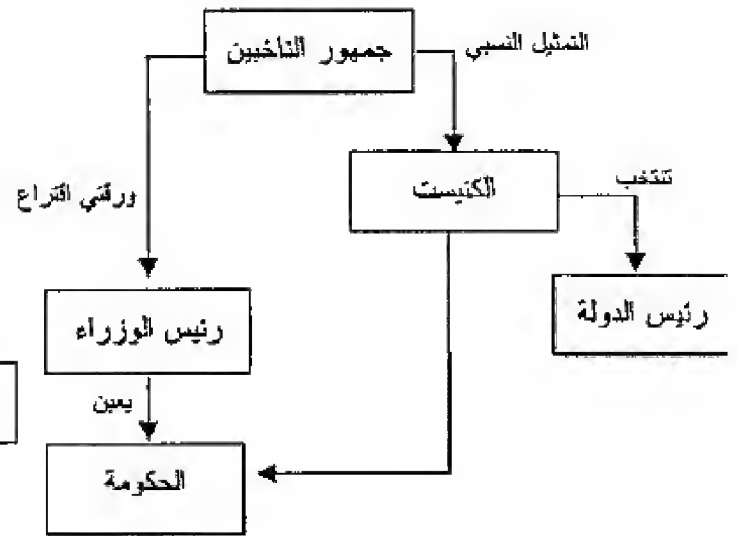 جمهور الناخبين
التمثيل النسبي
ورقتي اقتراع
الكنيست
تنتخب
رئيس الوزراء
رئيس الدولة
يعين
الحكومة